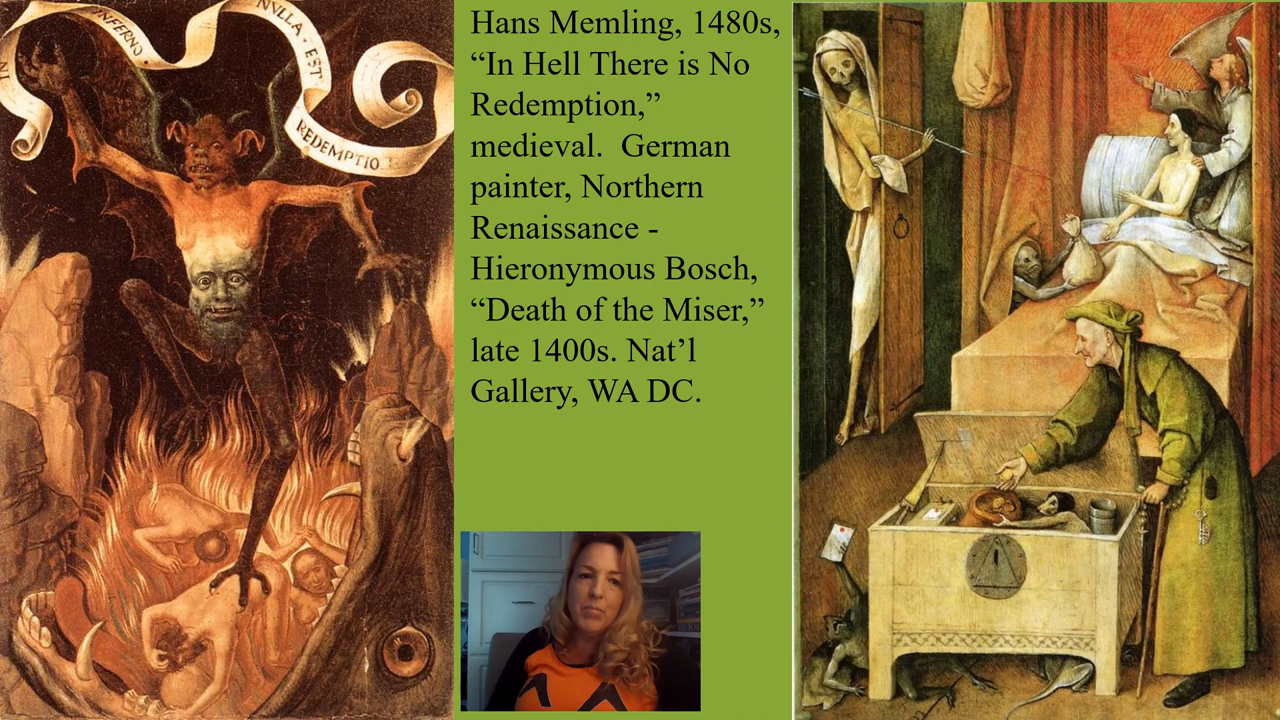 IN
INFERNO
NVLLA · EST
REDEMPTIO
Hans Memling, 1480s,
“In Hell There is No
Redemption,”
medieval.  German
painter, Northern
Renaissance -
Hieronymous Bosch,
“Death of the Miser,”
late 1400s. Nat’l
Gallery, WA DC.